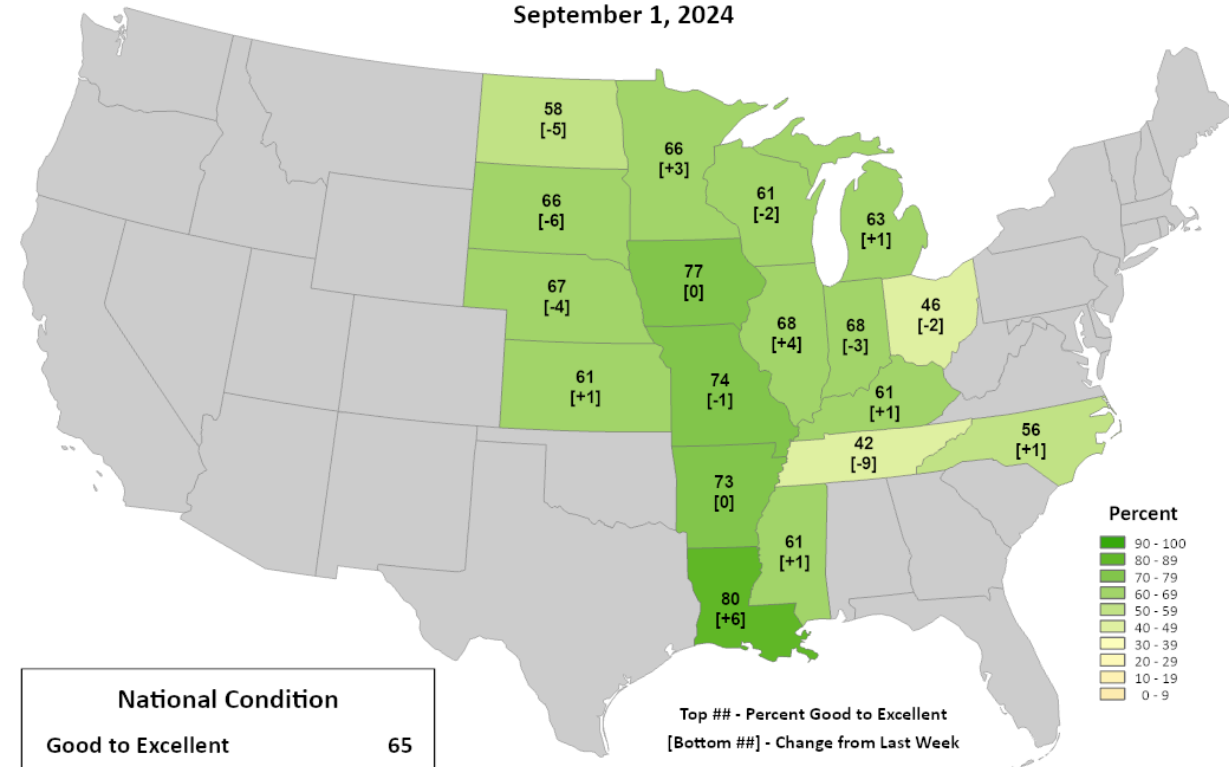 September 1, 2024
58
[-5]
66
[+3]
66
[-6]
61
[-2]
63
[+1]
77
[0]
67
[-4]
46
[-2]
68
[+4]
68
[-3]
61
[+1]
74
[-1]
61
[+1]
42
[-9]
56
[+1]
73
[0]
61
[+1]
80
[+6]
Percent
90 - 100
80 - 89
70 - 79
60 - 69
50 - 59
40 - 49
30 - 39
20 - 29
10 - 19
0 - 9
National Condition
Good to Excellent 65
Top ## - Percent Good to Excellent
[Bottom ##] - Change from Last Week